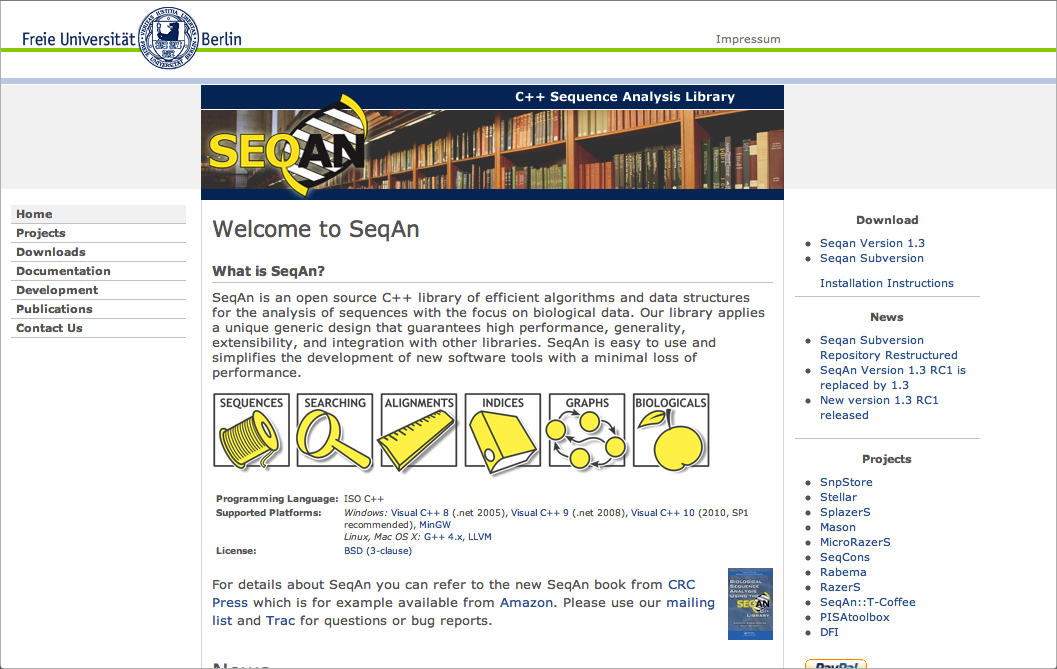 Freie Universität Berlin
Impressum
C++ Sequence Analysis Library
SEQAN
Home
Projects
Downloads
Documentation
Development
Publications
Contact Us
Welcome to SeqAn
What is SeqAn?
SeqAn is an open source C++ library of efficient algorithms and data structures
for the analysis of sequences with the focus on biological data. Our library applies
a unique generic design that guarantees high performance, generality,
extensibility, and integration with other libraries. SeqAn is easy to use and
simplifies the development of new software tools with a minimal loss of
performance.
SEQUENCES SEARCHING ALIGNMENTS INDICES GRAPHS BIOLOGICALS
Programming Language: ISO C++
Supported Platforms: Windows: Visual C++ 8 (.net 2005), Visual C++ 9 (.net 2008), Visual C++ 10 (2010, SP1
recommended), MinGW
Linux, Mac OS X: G++ 4.x, LLVM
License: BSD (3-clause)
For details about SeqAn you can refer to the new SeqAn book from CRC
Press which is for example available from Amazon. Please use our mailing
list and Trac for questions or bug reports.
BIOLOGICAL
SEQUENCE
ANALYSIS
USING THE
SEQAN
C++
LIBRARY
News
Download
Seqan Version 1.3
Seqan Subversion
Installation Instructions
News
Seqan Subversion
Repository Restructured
SeqAn Version 1.3 RC1 is
replaced by 1.3
New version 1.3 RC1
released
Projects
SnpStore
Stellar
SplazerS
Mason
MicroRazerS
SeqCons
Rabema
RazerS
SeqAn::T-Coffee
PISAtoolbox
DFI
PayPal